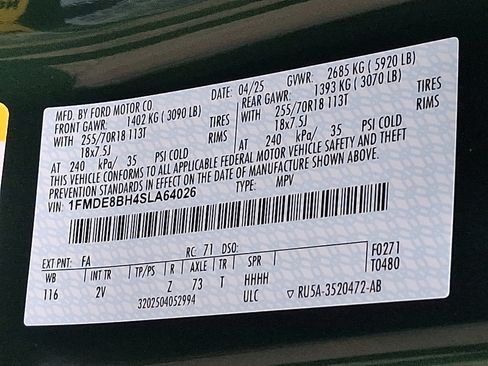 MFD. BY FORD MOTOR CO.
DATE: 04/25 GVWR: 2685 KG (5920 LB)
FRONT GAWR: 1402 KG (3090 LB) REAR GAWR: 1393 KG (3070 LB)
WITH 255/70R18 113T TIRES WITH 255/70R18 113T TIRES
18x7.5J RIMS 18x7.5J RIMS
AT 240 kPa/ 35 PSI COLD AT 240 kPa/ 35 PSI COLD
THIS VEHICLE CONFORMS TO ALL APPLICABLE FEDERAL MOTOR VEHICLE SAFETY AND THEFT
PREVENTION STANDARDS IN EFFECT ON THE DATE OF MANUFACTURE SHOWN ABOVE.
VIN: 1FMDE8BH4SLA64026 TYPE: MPV
EXT PNT: FA RC: 71 DSO: F0271
WB INT TR TP/PS R AXLE TR HHHH T0480
116 2V Z 73 T ULC
3202504052994 ▽ RU5A-3520472-AB